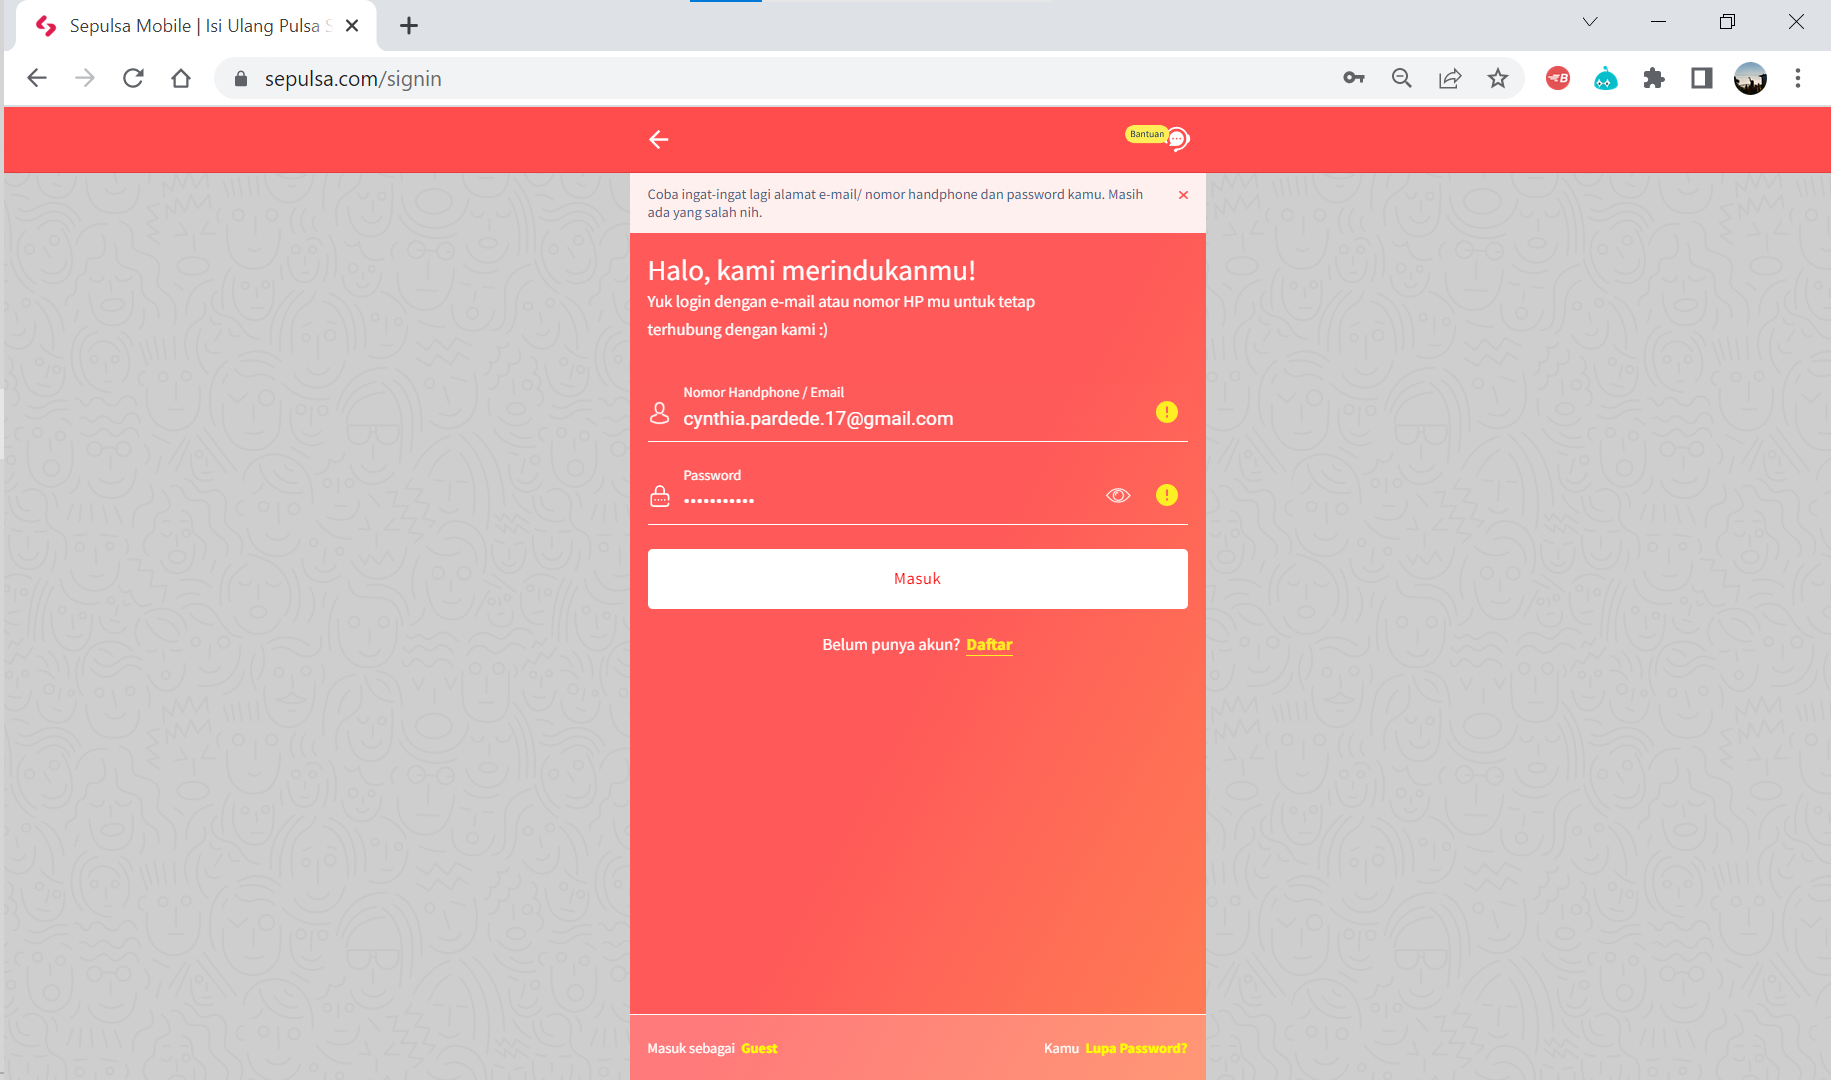 Sepulsa Mobile | Isi Ulang Pulsa
sepulsa.com/signin
Bantuan
Coba ingat-ingat lagi alamat e-mail/ nomor handphone dan password kamu. Masih
ada yang salah nih.
Halo, kami merindukanmu!
Yuk login dengan e-mail atau nomor HP mu untuk tetap
terhubung dengan kami :)
Nomor Handphone / Email
cynthia.pardede.17@gmail.com
Password
•••••••••••
Masuk
Belum punya akun? Daftar
Masuk sebagai Guest
Kamu Lupa Password?